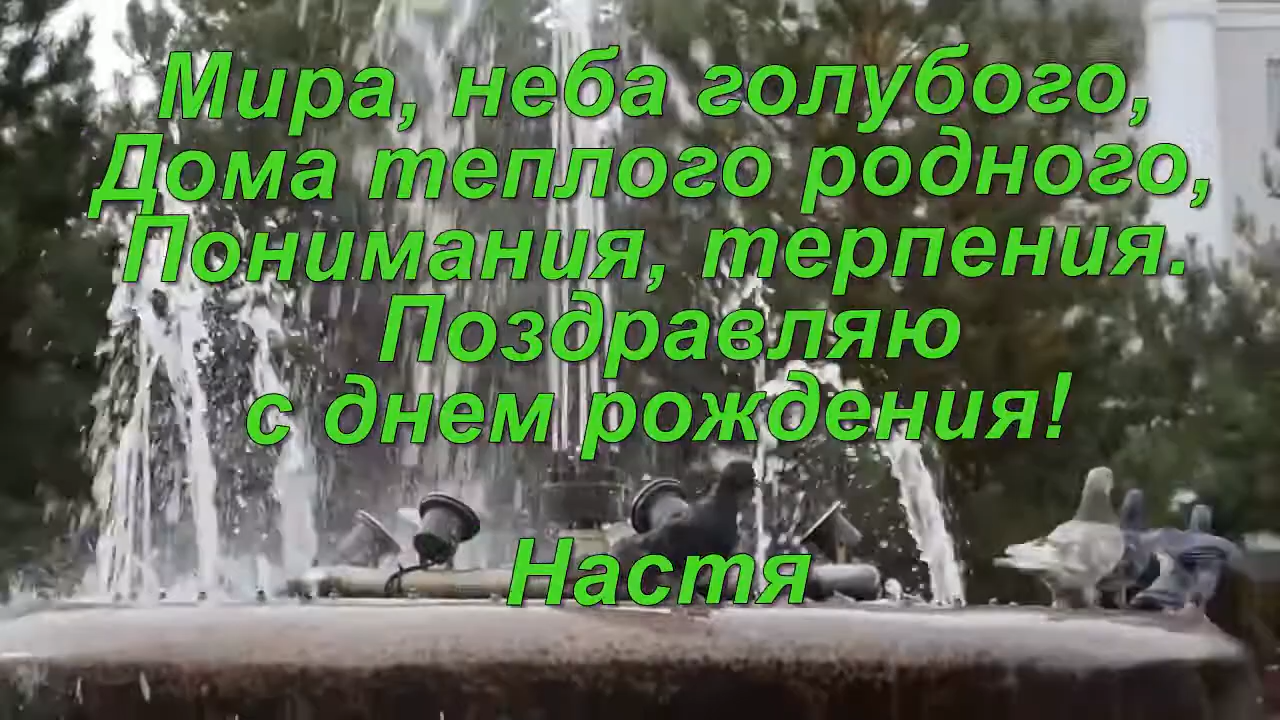 Мира, неба голубого,
Дома теплого родного,
Понимания, терпения.
Поздравляю
с днем рождения!
Настя